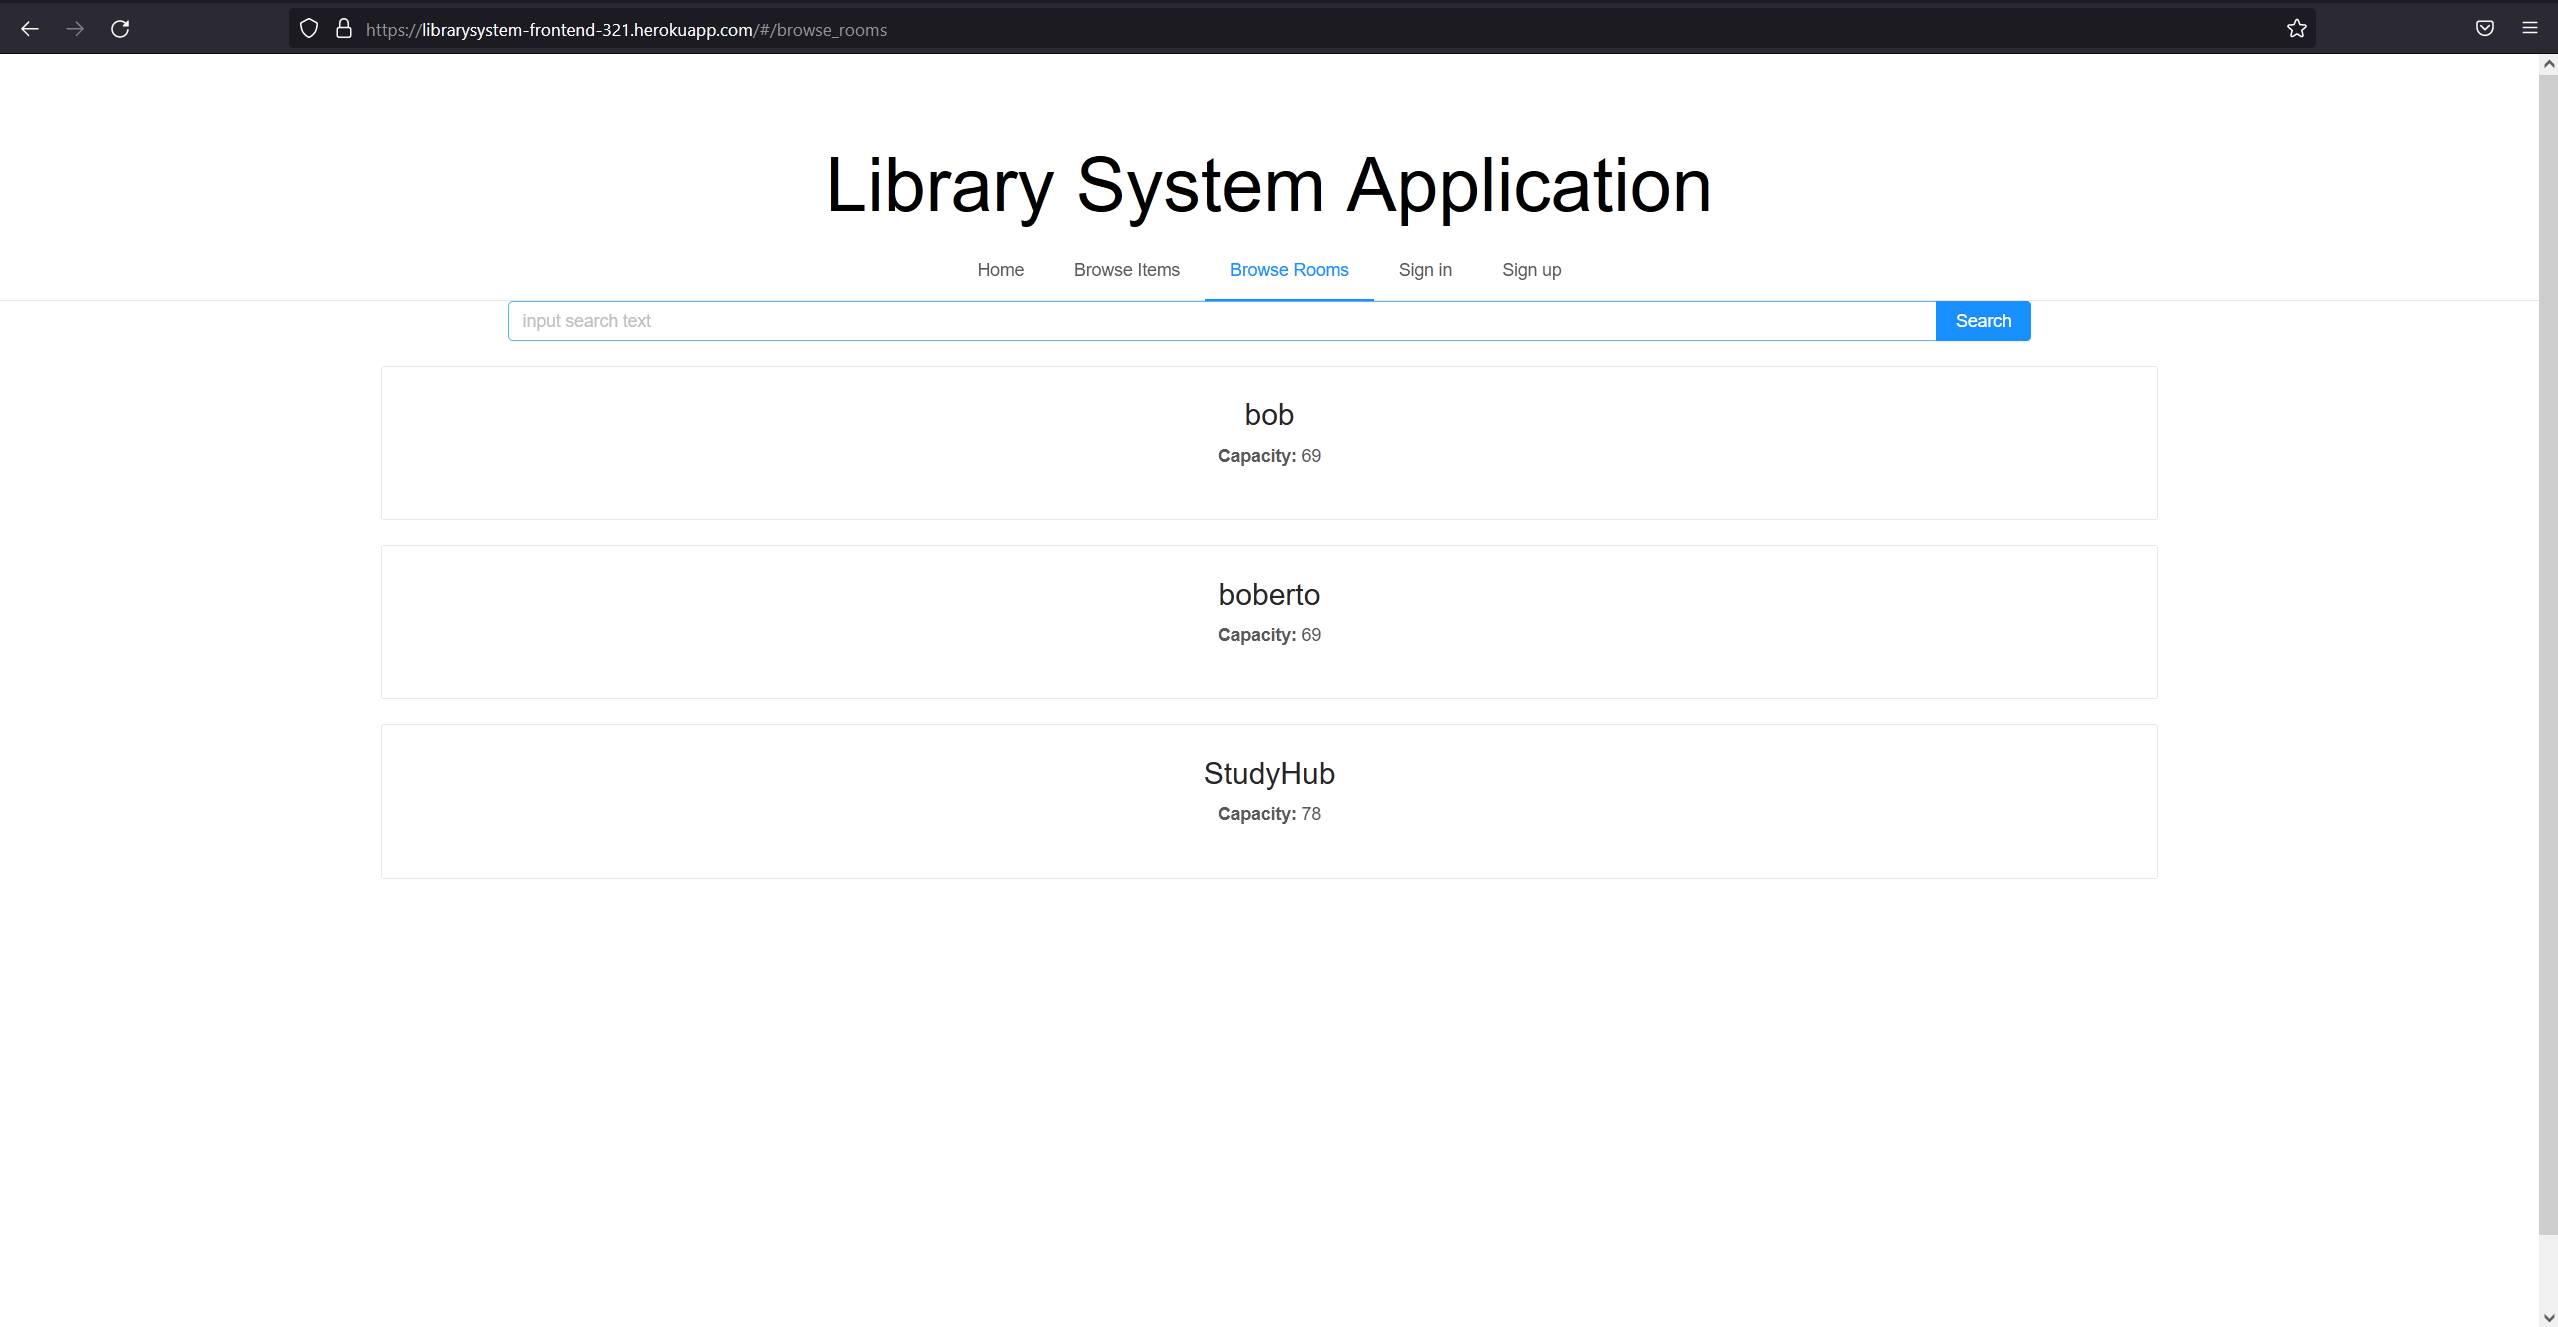 https://librarysystem-frontend-321.herokuapp.com/#/browse_rooms
Library System Application
Home Browse Items Browse Rooms Sign in Sign up
input search text Search
bob
Capacity: 69
boberto
Capacity: 69
StudyHub
Capacity: 78